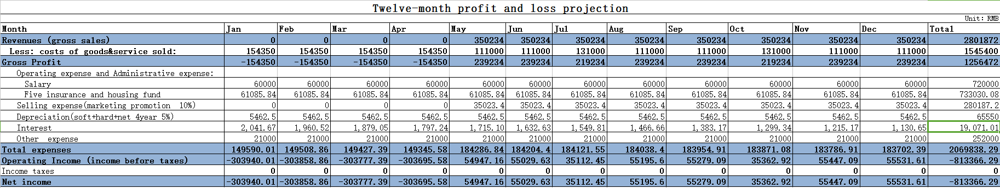 Twelve-month profit and loss projection
Unit: RMB
Month Jan Feb Mar Apr May Jun Jul Aug Sep Oct Nov Dec Total
Revenues (gross sales) 0 0 0 0 350234 350234 350234 350234 350234 350234 350234 350234 2801872
Less: costs of goods&service sold: 154350 154350 154350 154350 111000 111000 131000 111000 111000 131000 111000 111000 1545400
Gross Profit -154350 -154350 -154350 -154350 239234 239234 219234 239234 239234 219234 239234 239234 1256472
Operating expense and Administrative expense:
Salary 60000 60000 60000 60000 60000 60000 60000 60000 60000 60000 60000 60000 720000
Five insurance and housing fund 61085.84 61085.84 61085.84 61085.84 61085.84 61085.84 61085.84 61085.84 61085.84 61085.84 61085.84 61085.84 733030.08
Selling expense(marketing promotion 10%) 0 0 0 0 35023.4 35023.4 35023.4 35023.4 35023.4 35023.4 35023.4 35023.4 280187.2
Depreciation(soft+hard+net 4year 5%) 5462.5 5462.5 5462.5 5462.5 5462.5 5462.5 5462.5 5462.5 5462.5 5462.5 5462.5 5462.5 65550
Interest 2,041.67 1,960.52 1,879.05 1,797.24 1,715.10 1,632.63 1,549.81 1,466.66 1,383.17 1,299.34 1,215.17 1,130.65 19,071.01
Other expense 21000 21000 21000 21000 21000 21000 21000 21000 21000 21000 21000 21000 252000
Total expenses 149590.01 149508.86 149427.39 149345.58 184286.84 184204.4 184121.55 184038.4 183954.91 183871.08 183786.91 183702.39 2069838.29
Operating Income (income before taxes) -303940.01 -303858.86 -303777.39 -303695.58 54947.16 55029.63 35112.45 55195.6 55279.09 35362.92 55447.09 55531.61 -813366.29
Income taxes 0 0 0 0 0 0 0 0 0 0 0 0 0
Net income -303940.01 -303858.86 -303777.39 -303695.58 54947.16 55029.63 35112.45 55195.6 55279.09 35362.92 55447.09 55531.61 -813366.29